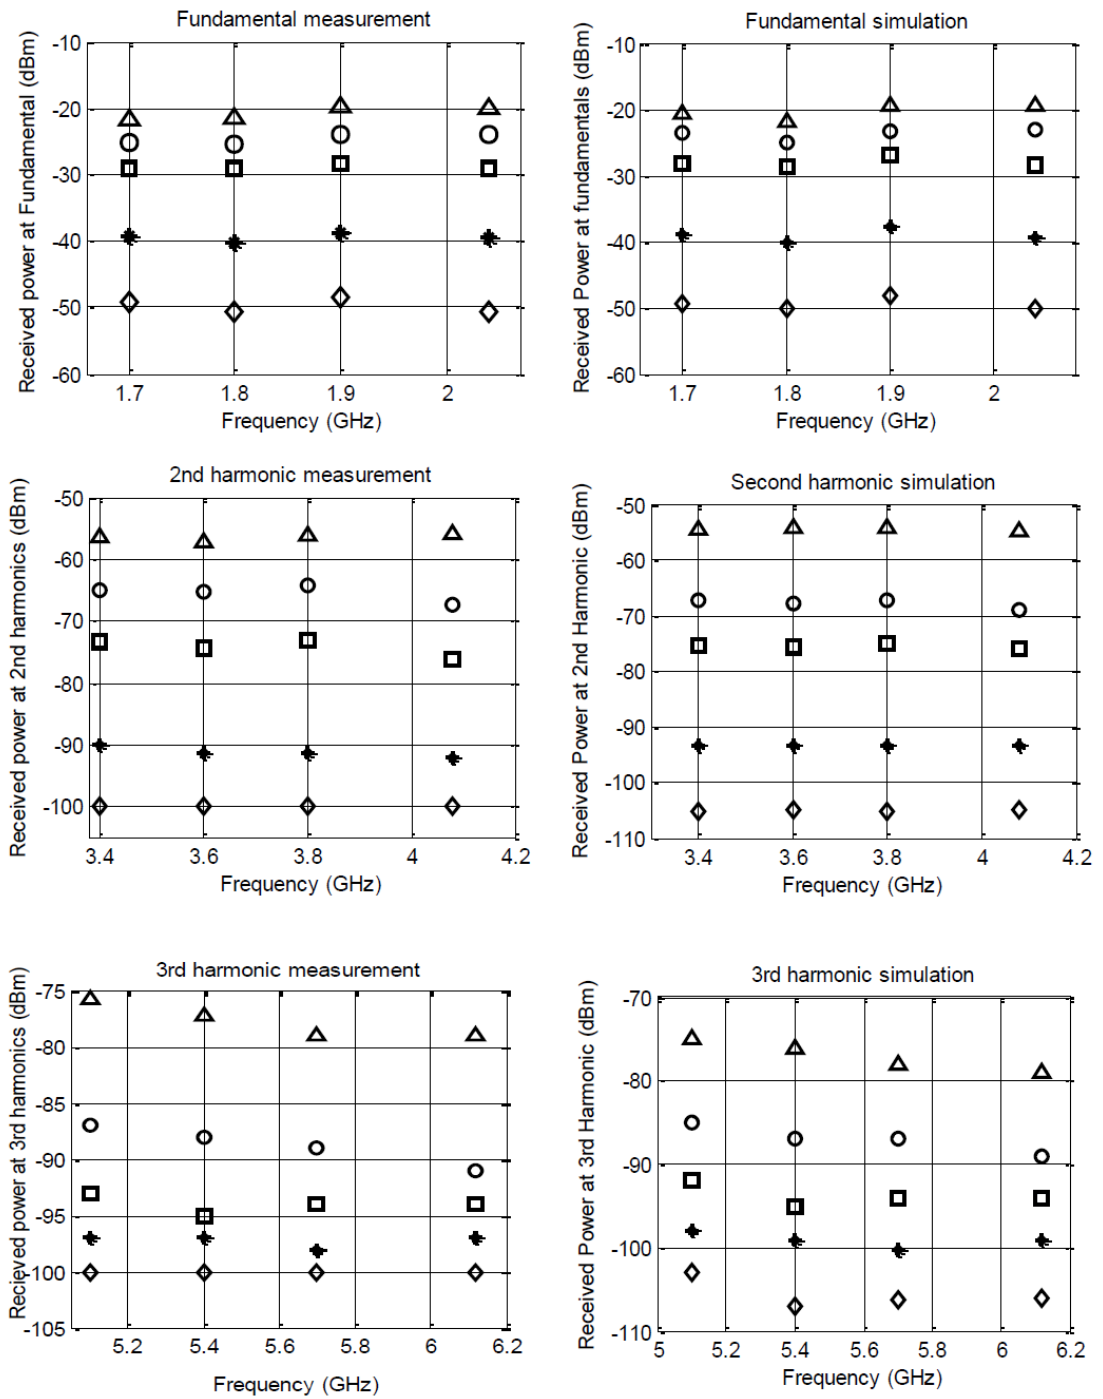 Fundamental measurement
Received power at Fundamental (dBm)
-10
-20
-30
-40
-50
-60
1.7 1.8 1.9 2
Frequency (GHz)
Fundamental simulation
Received Power at fundamentals (dBm)
-10
-20
-30
-40
-50
-60
1.7 1.8 1.9 2
Frequency (GHz)
2nd harmonic measurement
Received power at 2nd harmonics (dBm)
-50
-60
-70
-80
-90
-100
3.4 3.6 3.8 4 4.2
Frequency (GHz)
Second harmonic simulation
Received Power at 2nd Harmonic (dBm)
-50
-60
-70
-80
-90
-100
-110
3.4 3.6 3.8 4 4.2
Frequency (GHz)
3rd harmonic measurement
Recieved power at 3rd harmonics (dBm)
-75
-80
-85
-90
-95
-100
-105
5.2 5.4 5.6 5.8 6 6.2
Frequency (GHz)
3rd harmonic simulation
Received Power at 3rd Harmonic (dBm)
-70
-80
-90
-100
-110
5 5.2 5.4 5.6 5.8 6 6.2
Frequency (GHz)